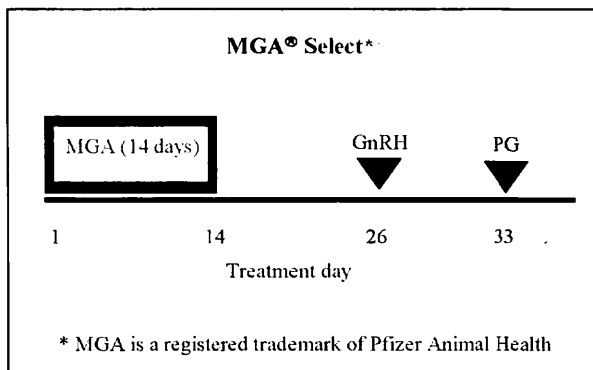 MGA® Select*
MGA (14 days)
GnRH PG
1 14 26 33
Treatment day
* MGA is a registered trademark of Pfizer Animal Health